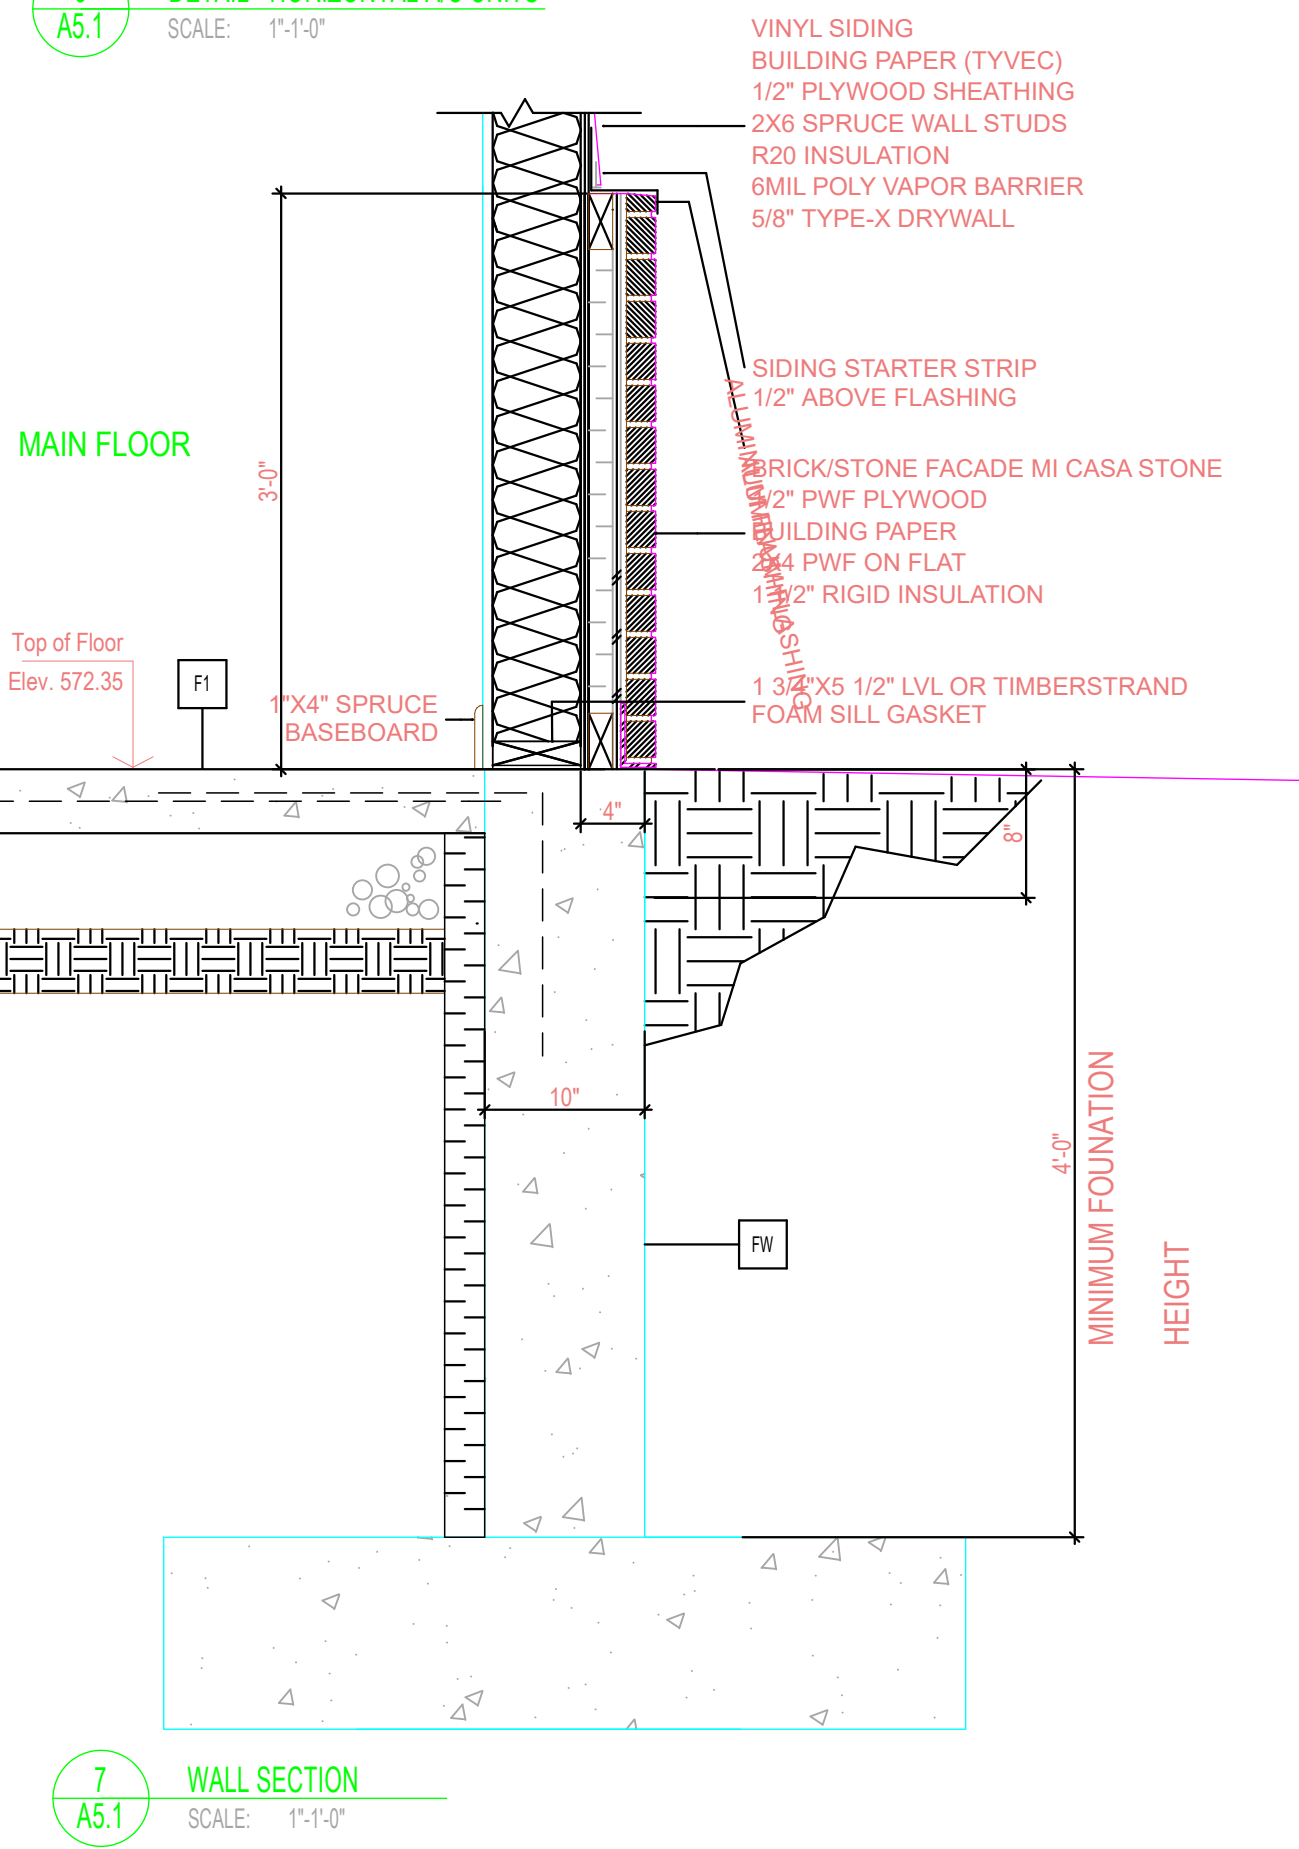 A5.1
SCALE: 1"-1'-0"
VINYL SIDING
BUILDING PAPER (TYVEC)
1/2" PLYWOOD SHEATHING
2X6 SPRUCE WALL STUDS
R20 INSULATION
6MIL POLY VAPOR BARRIER
5/8" TYPE-X DRYWALL
SIDING STARTER STRIP
1/2" ABOVE FLASHING
MAIN FLOOR
3'-0"
BRICK/STONE FACADE MI CASA STONE
1/2" PWF PLYWOOD
BUILDING PAPER
2X4 PWF ON FLAT
1 1/2" RIGID INSULATION
Top of Floor
Elev. 572.35
F1
1"X4" SPRUCE
BASEBOARD
1 3/4"X5 1/2" LVL OR TIMBERSTRAND
FOAM SILL GASKET
4"
8"
10"
4'-0"
MINIMUM FOUNATION
HEIGHT
FW
7
A5.1
WALL SECTION
SCALE: 1"-1'-0"